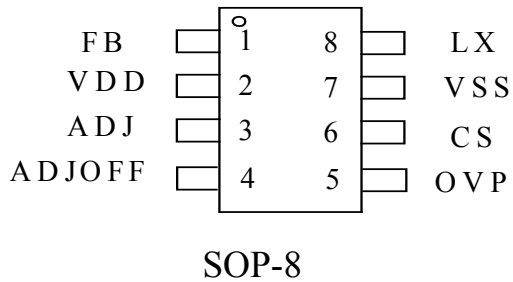 FB 1 8 LX
VDD 2 7 VSS
ADJ 3 6 CS
ADJOFF 4 5 OVP
SOP-8